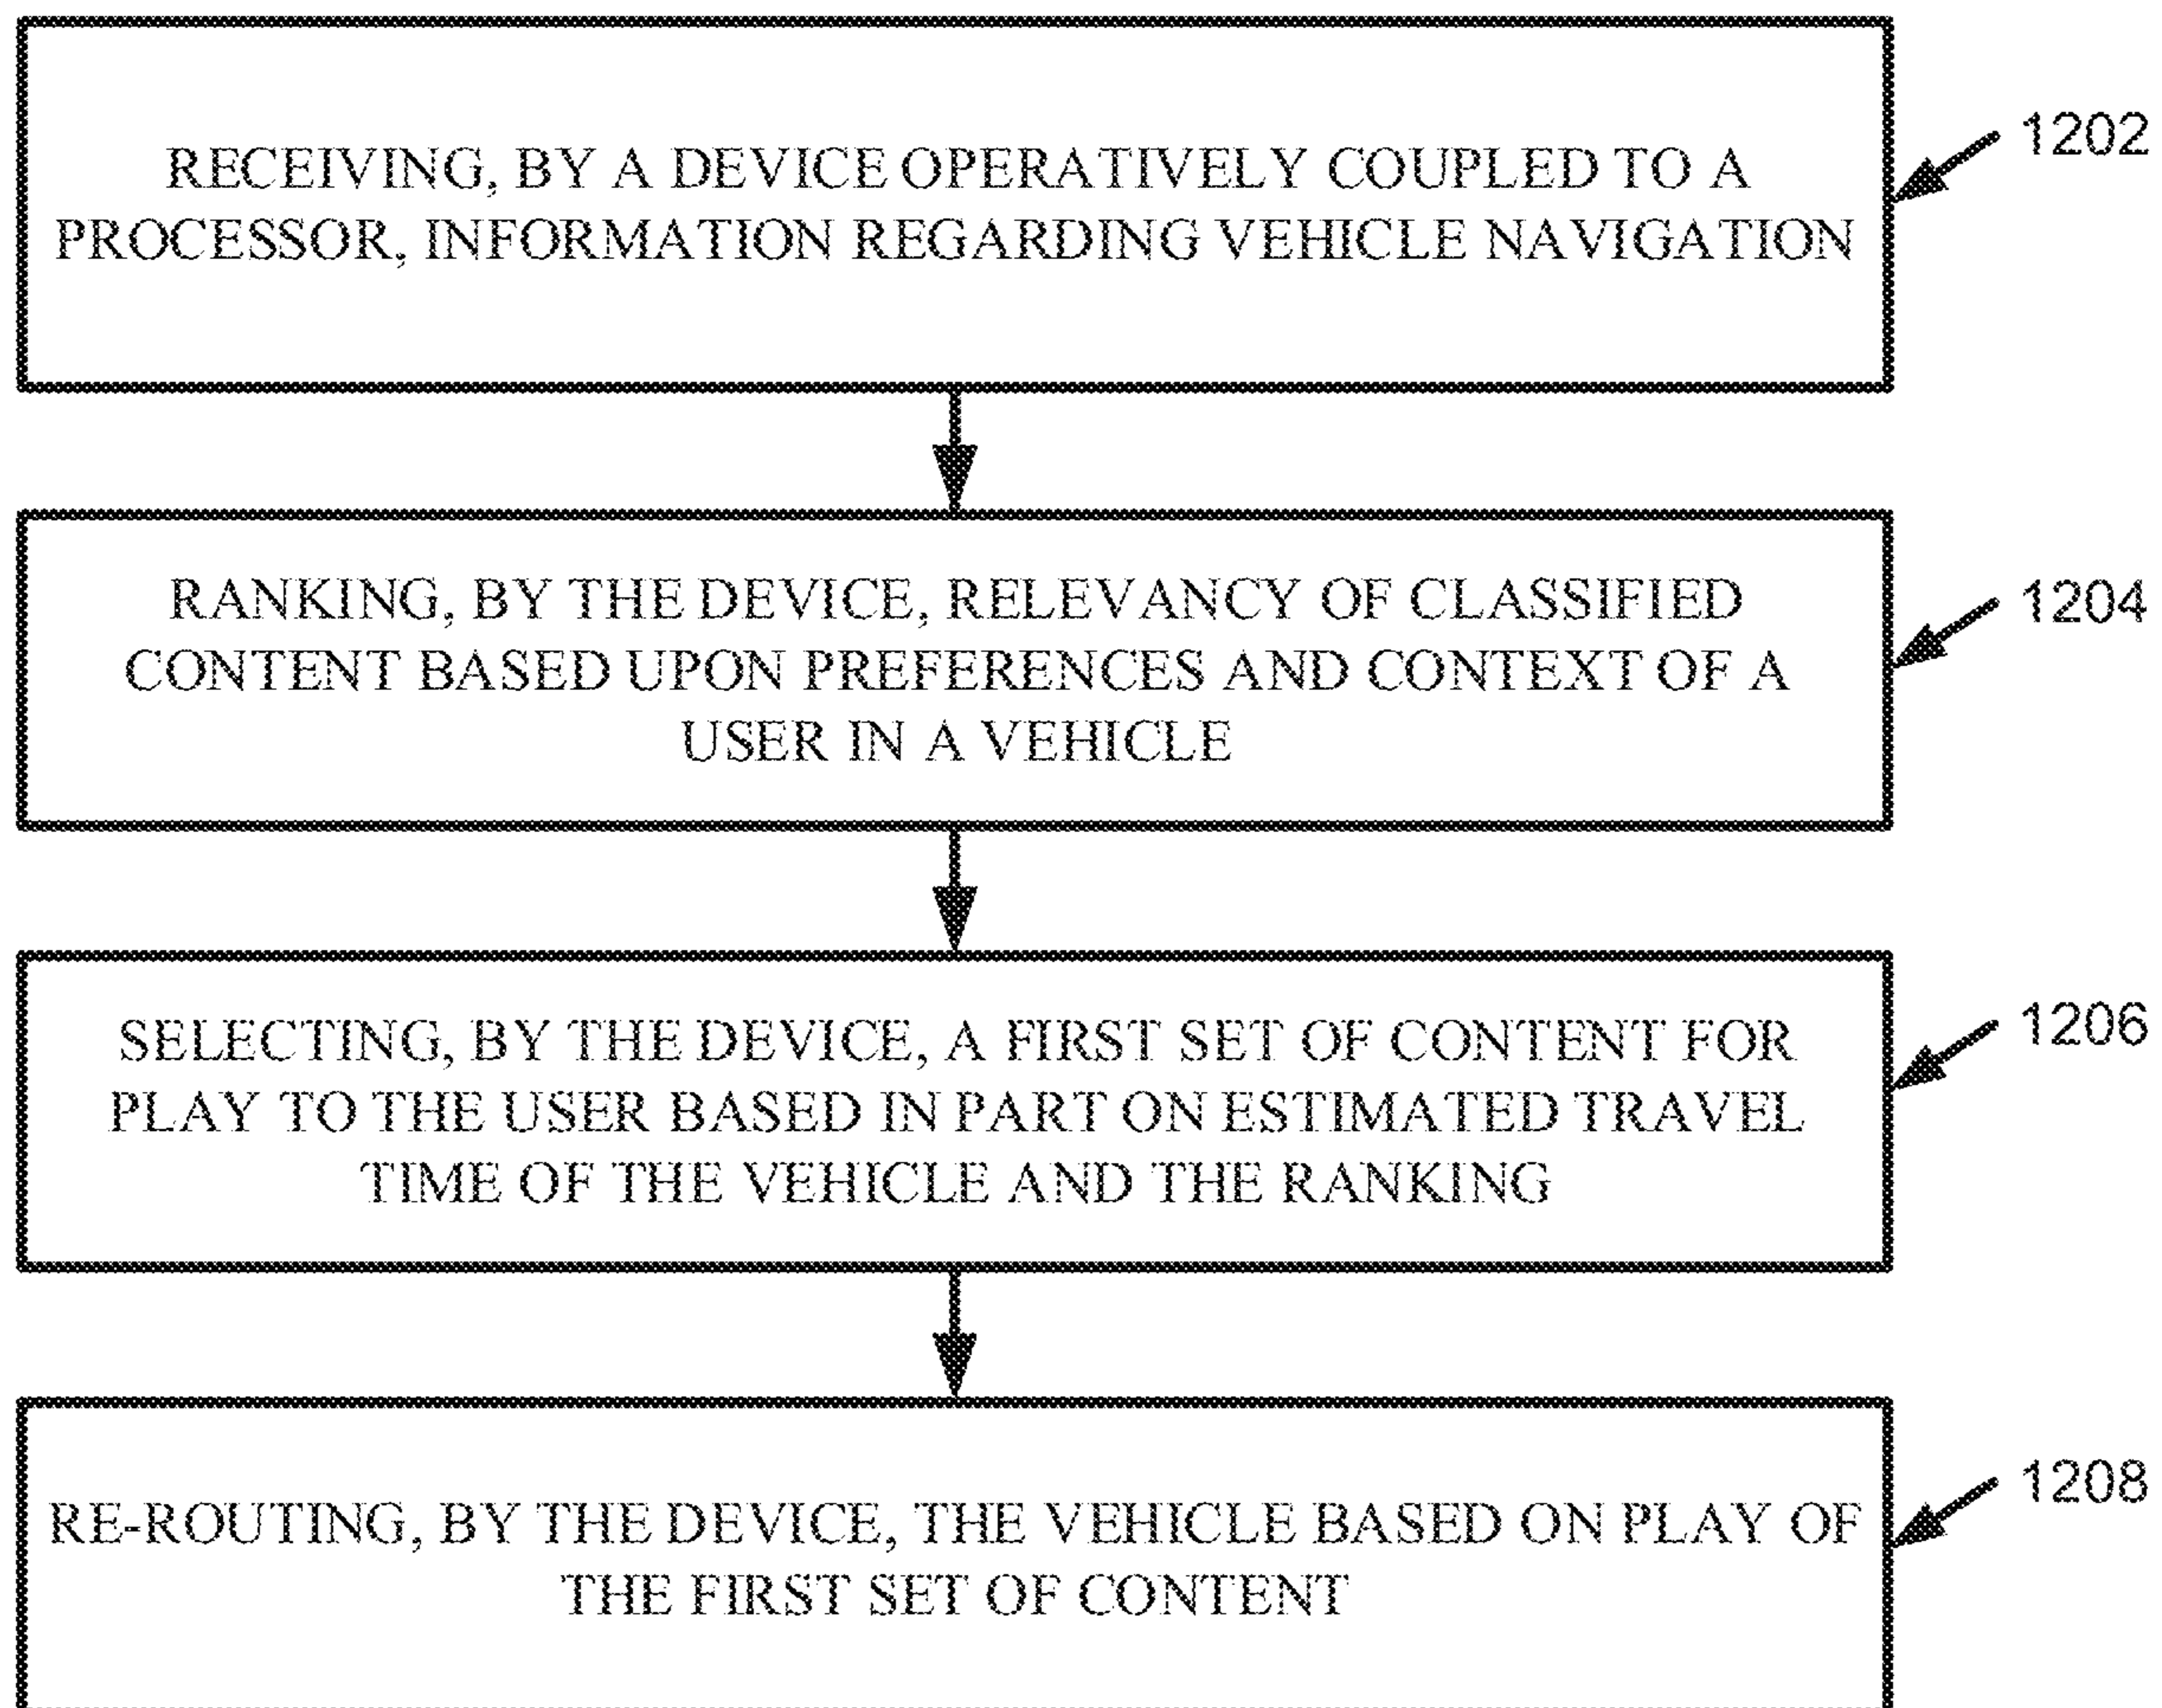 RECEIVING, BY A DEVICE OPERATIVELY COUPLED TO A
PROCESSOR, INFORMATION REGARDING VEHICLE NAVIGATION
1202
RANKING, BY THE DEVICE, RELEVANCY OF CLASSIFIED
CONTENT BASED UPON PREFERENCES AND CONTEXT OF A
USER IN A VEHICLE
1204
SELECTING, BY THE DEVICE, A FIRST SET OF CONTENT FOR
PLAY TO THE USER BASED IN PART ON ESTIMATED TRAVEL
TIME OF THE VEHICLE AND THE RANKING
1206
RE-ROUTING, BY THE DEVICE, THE VEHICLE BASED ON PLAY OF
THE FIRST SET OF CONTENT
1208